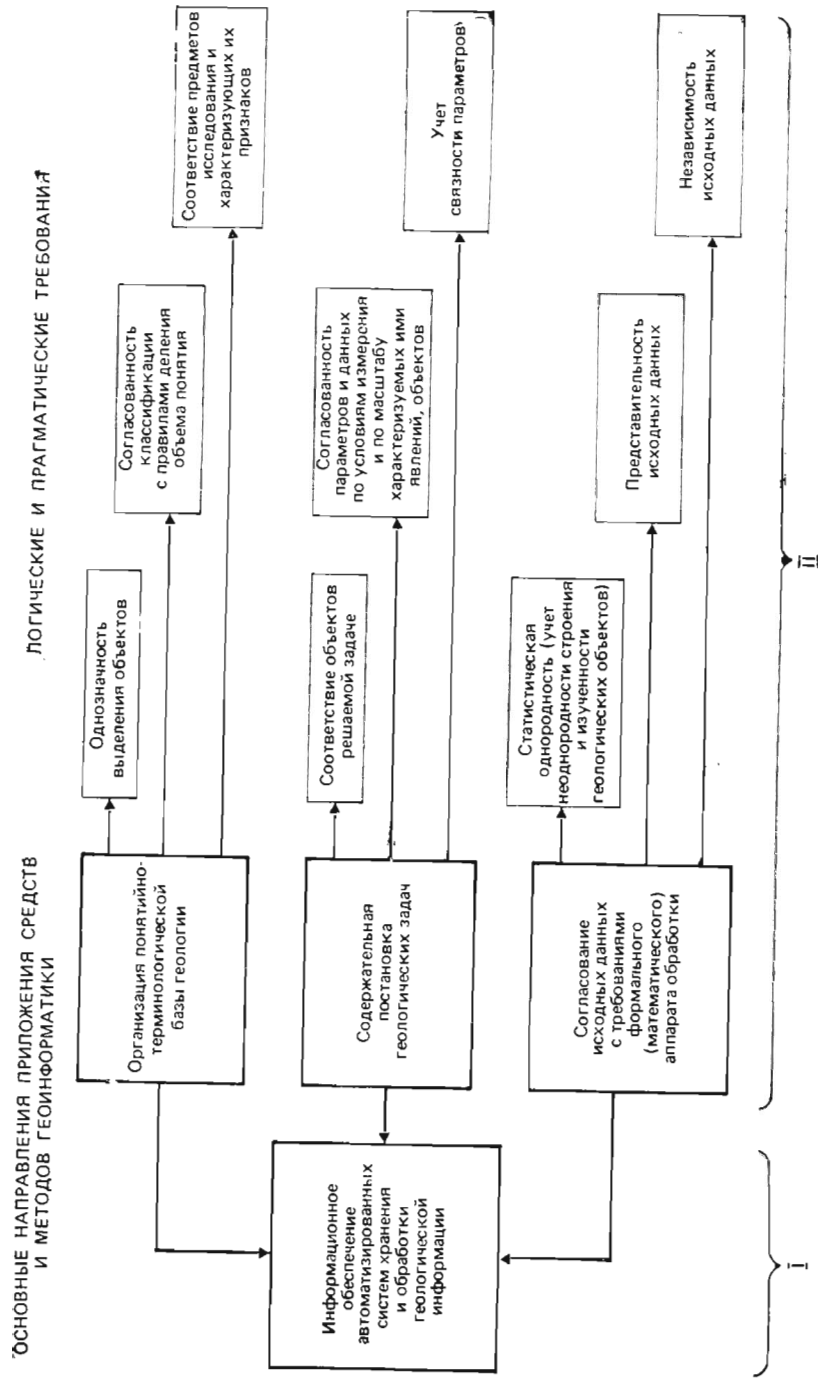 ОСНОВНЫЕ НАПРАВЛЕНИЯ ПРИЛОЖЕНИЯ СРЕДСТВ
И МЕТОДОВ ГЕОИНФОРМАТИКИ
ЛОГИЧЕСКИЕ И ПРАГМАТИЧЕСКИЕ ТРЕБОВАНИЯ
Информационное
обеспечение
автоматизированных
систем хранения
и обработки
геологической
информации
Организация понятийно-
терминологической
базы геологии
Однозначность
выделения объектов
Согласованность
классификации
с правилами деления
объема понятия
Соответствие предметов
исследования и
характеризующих их
признаков
Содержательная
постановка
геологических задач
Соответствие объектов
решаемой задаче
Согласованность
параметров и данных
по условиям измерения
и по масштабу
характеризуемых ими
явлений, объектов
Учет
связности параметров
Согласование
исходных данных
с требованиями
формального
(математического)
аппарата обработки
Статистическая
однородность (учет
неоднородности строения
и изученности
геологических объектов)
Представительность
исходных данных
Независимость
исходных данных
I
II